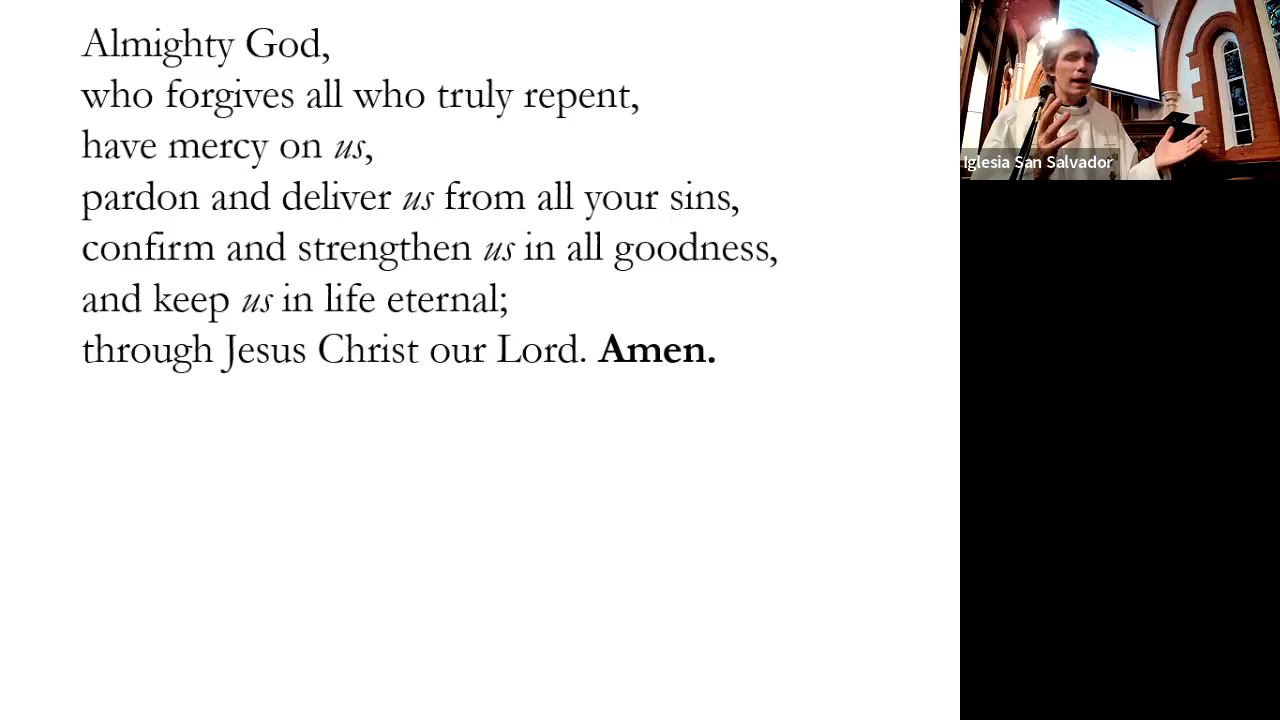 Almighty God,
who forgives all who truly repent,
have mercy on us,
pardon and deliver us from all your sins,
confirm and strengthen us in all goodness,
and keep us in life eternal;
through Jesus Christ our Lord. Amen.
Iglesia San Salvador